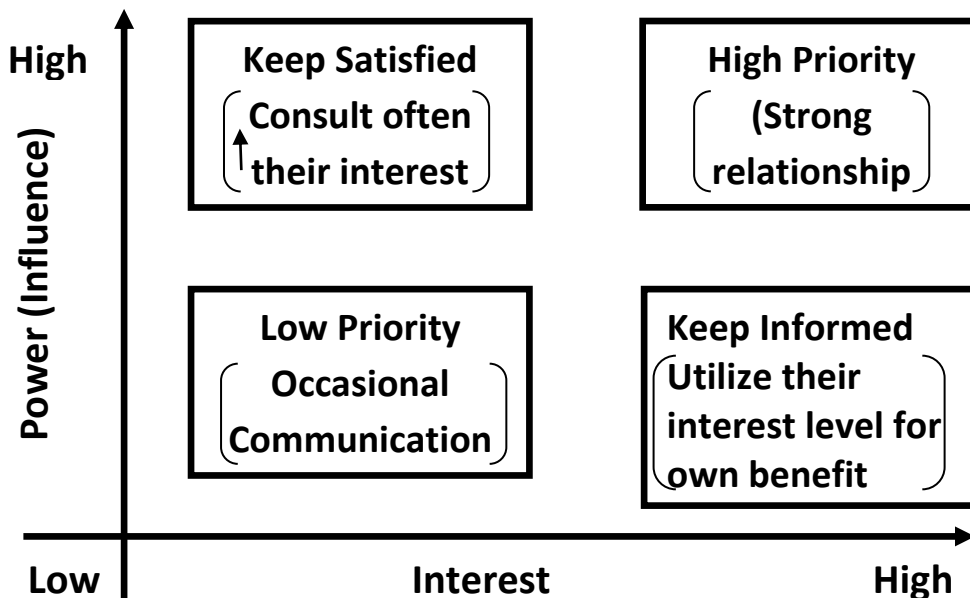 High
Power (Influence)
Keep Satisfied
Consult often
their interest
High Priority
(Strong
relationship
Low Priority
Occasional
Communication
Keep Informed
Utilize their
interest level for
own benefit
Low
Interest
High